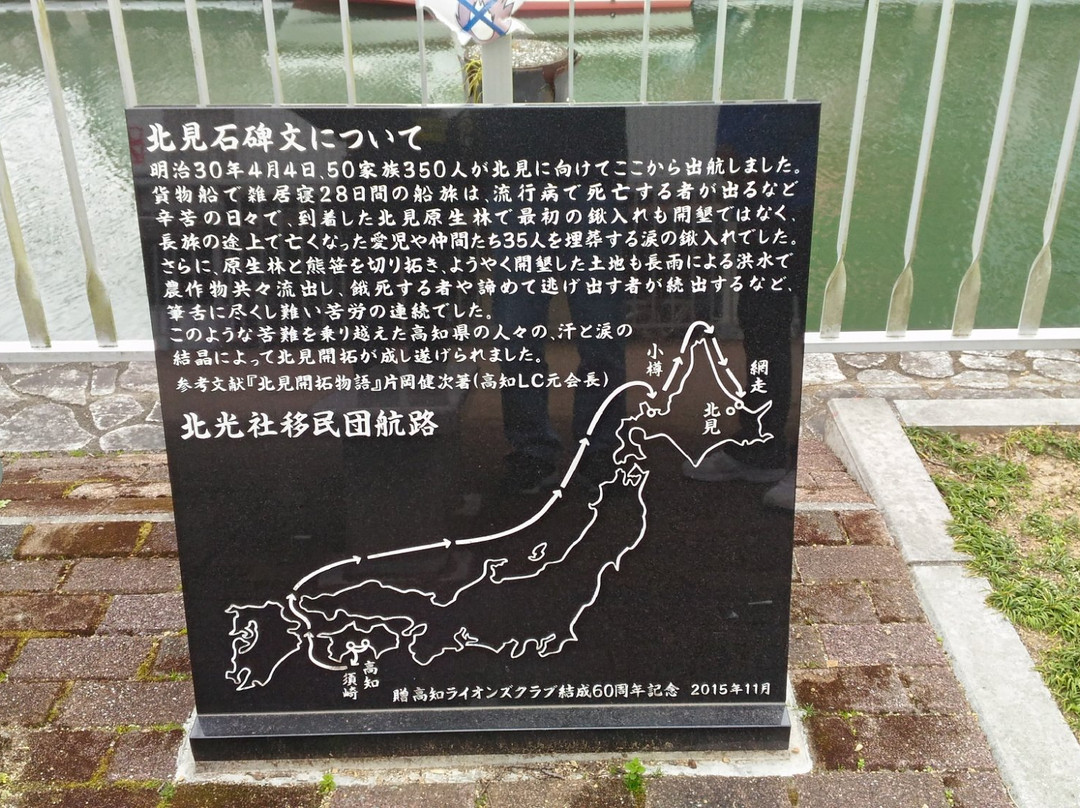 北見石碑文について
明治30年4月4日、50家族350人が北見に向けてここから出航しました。
貨物船で雑居寝28日間の船旅は、流行病で死亡する者が出るなど
辛苦の日々で、到着した北見原生林で最初の鍬入れも開墾ではなく、
長旅の途上で亡くなった愛児や仲間たち35人を埋葬する涙の鍬入れでした。
さらに、原生林と熊笹を切り拓き、ようやく開墾した土地も長雨による洪水で
農作物共々流出し、餓死する者や諦めて逃げ出す者が続出するなど、
筆舌に尽くし難い苦労の連続でした。
このような苦難を乗り越えた高知県の人々の、汗と涙の
結晶によって北見開拓が成し遂げられました。
参考文献『北見開拓物語』片岡健次著(高知LC元会長)
北光社移民団航路
小樽
網走
北見
高知
須崎
贈高知ライオンズクラブ結成60周年記念 2015年11月